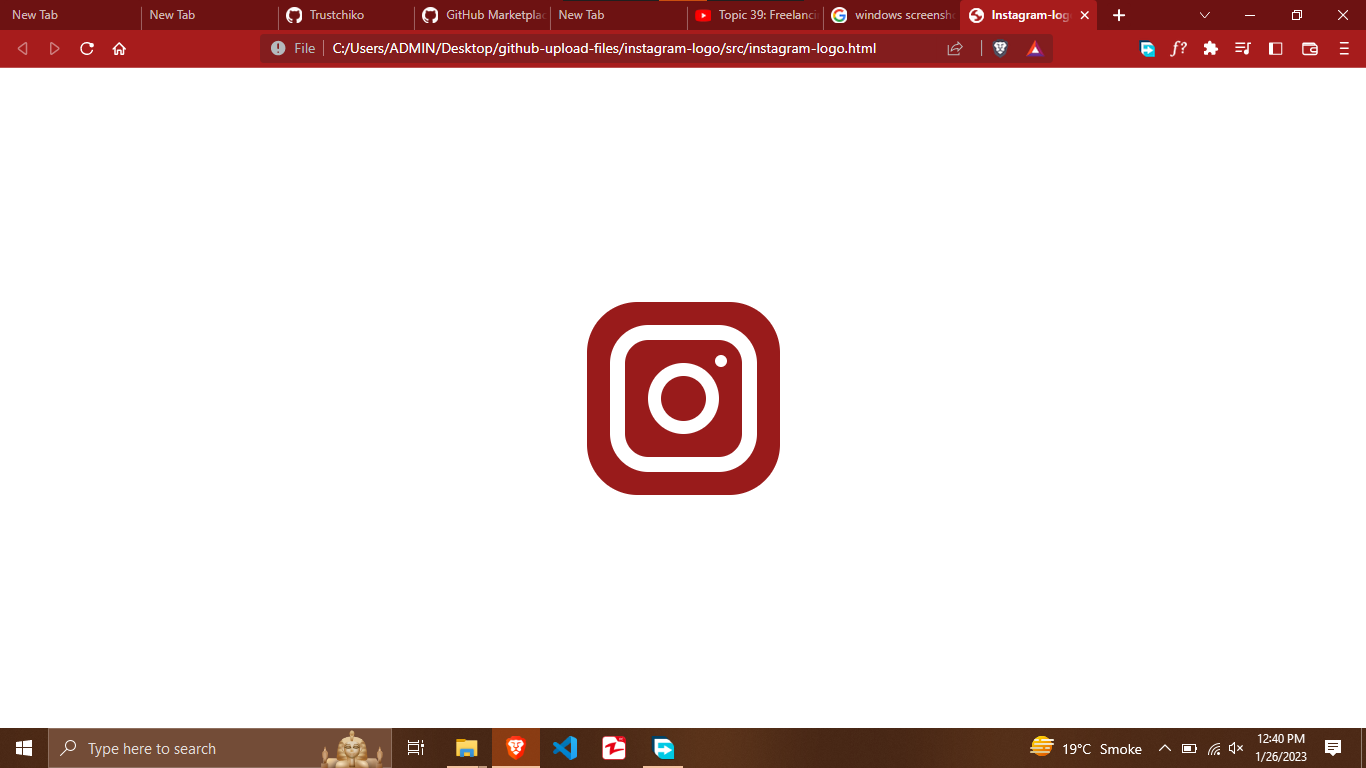 New Tab
New Tab
Trustchiko
GitHub Marketplac
New Tab
Topic 39: Freelanci
windows screensho
Instagram-log
File
C:/Users/ADMIN/Desktop/github-upload-files/instagram-logo/src/instagram-logo.html
f?
Type here to search
19°C Smoke
12:40 PM
1/26/2023